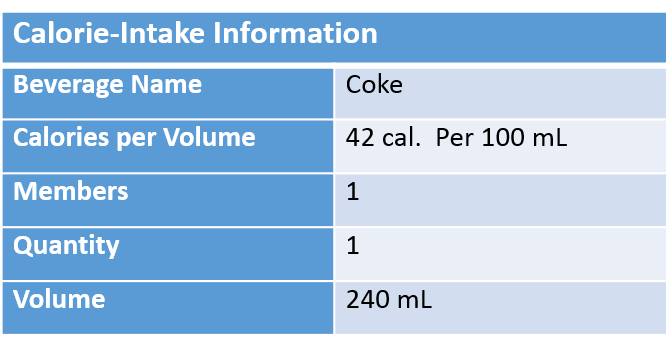 Calorie-Intake Information
Beverage Name Coke
Calories per Volume 42 cal.  Per 100 mL
Members 1
Quantity 1
Volume 240 mL